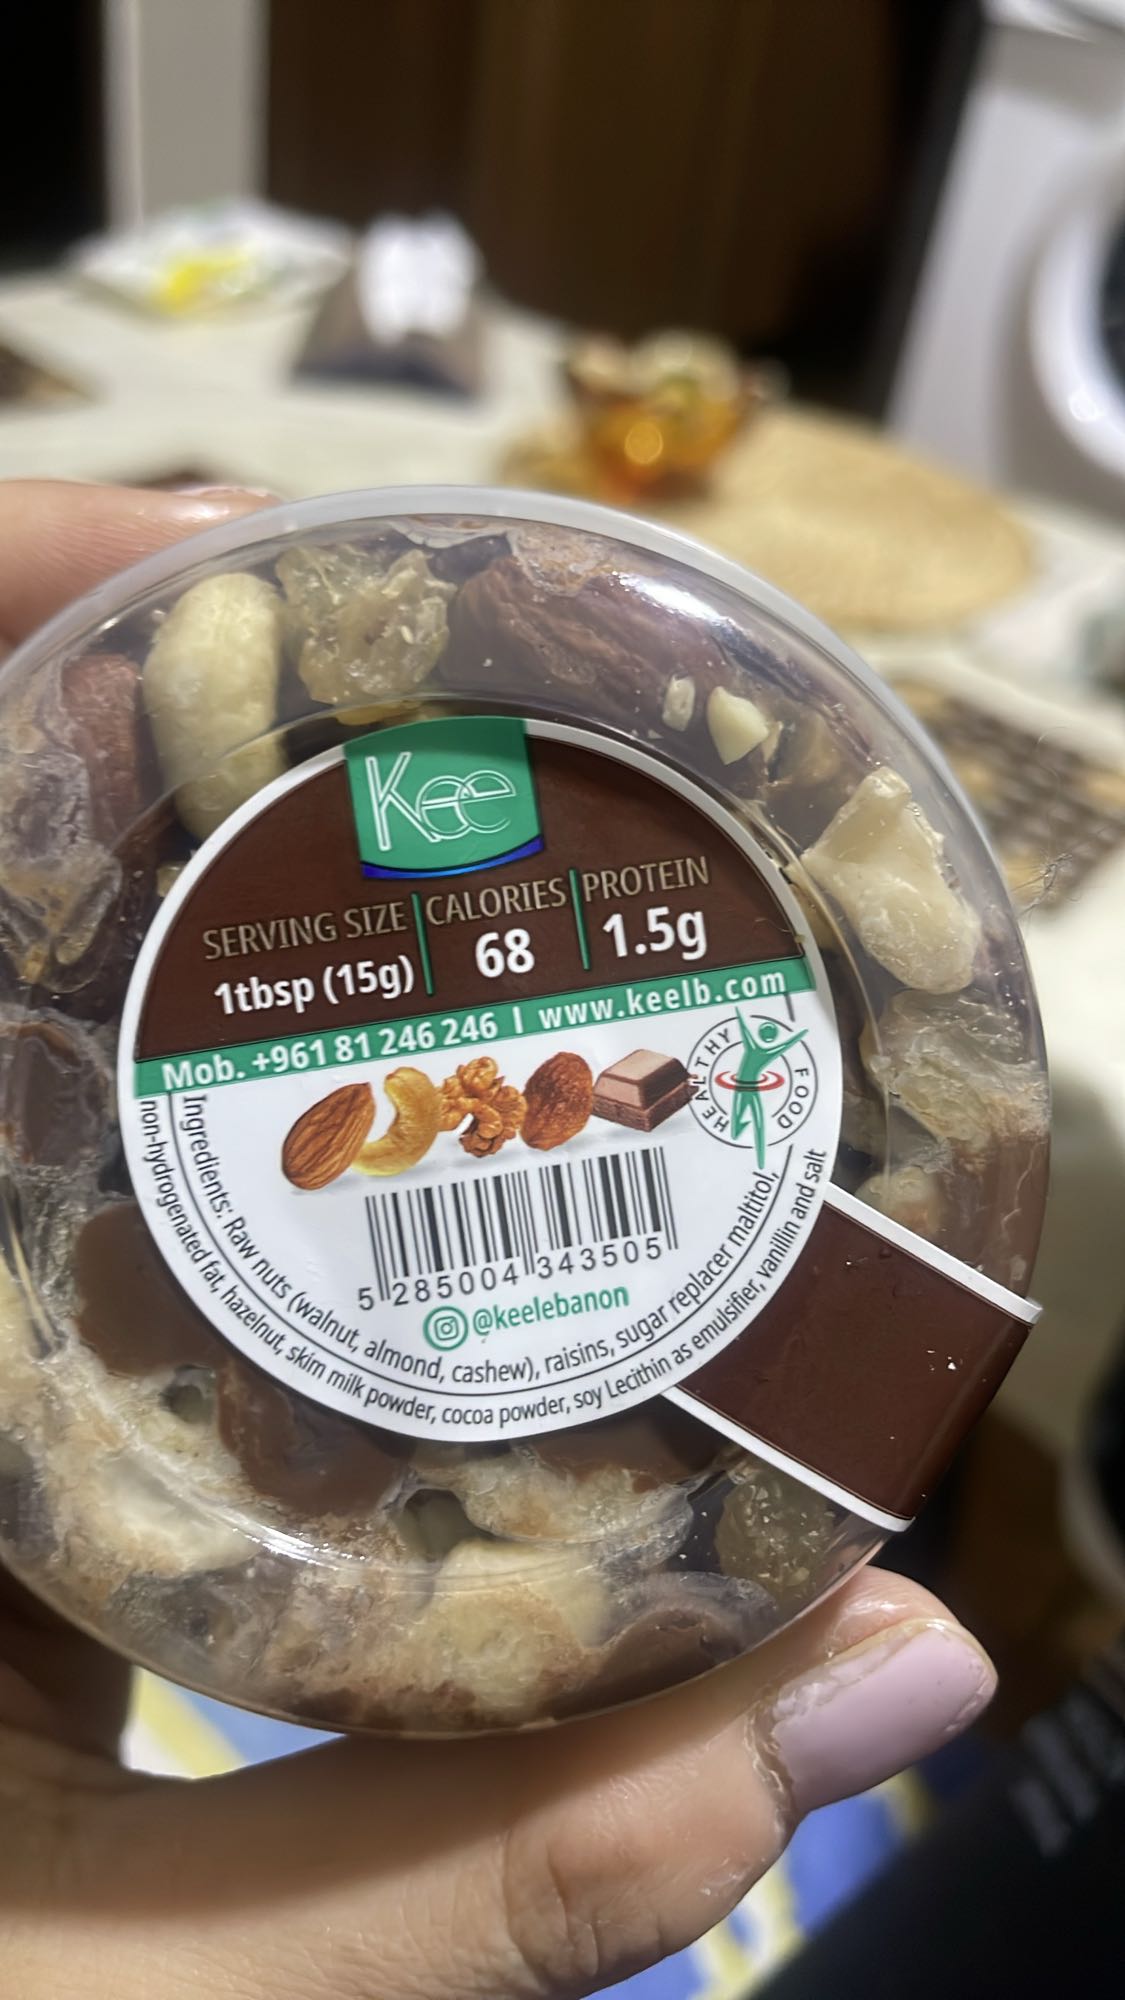 Kee
SERVING SIZE | CALORIES | PROTEIN
1tbsp (15g) 68 1.5g
Mob. +961 81 246 246 | www.keelb.com
HEALTHY FOOD
5 285004 343505
@keelebanon
Ingredients: Raw nuts (walnut, almond, cashew), raisins, sugar replacer maltitol,
non-hydrogenated fat, hazelnut, skim milk powder, cocoa powder, soy Lecithin as emulsifier, vanillin and salt